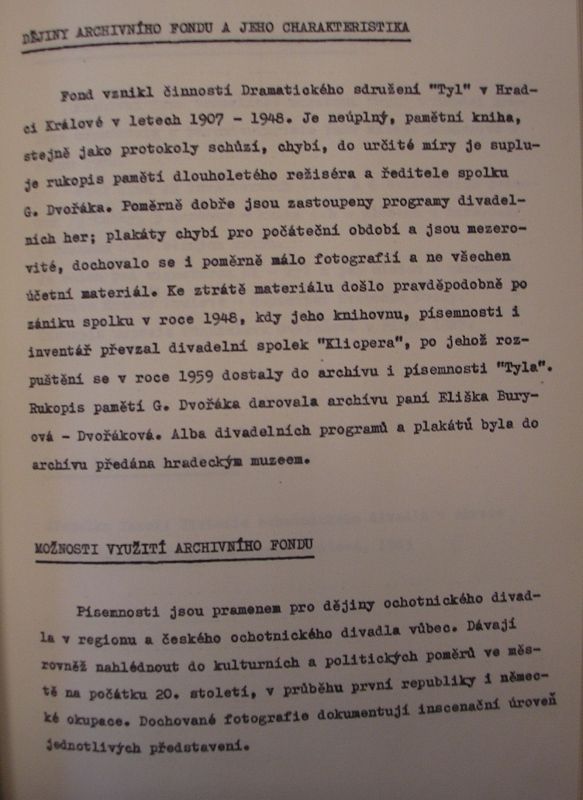 DĚJINY ARCHIVNÍHO FONDU A JEHO CHARAKTERISTIKA
Fond vznikl činností Dramatického sdružení "Tyl" v Hrad-
ci Králové v letech 1907 - 1948. Je neúplný, pamětní kniha,
stejně jako protokoly schůzí, chybí, do určité míry je suplu-
je rukopis pamětí dlouholetého režiséra a ředitele spolku
G. Dvořáka. Poměrně dobře jsou zastoupeny programy divadel-
ních her; plakáty chybí pro počáteční období a jsou mezero-
vité, dochovalo se i poměrně málo fotografií a ne všechen
účetní materiál. Ke ztrátě materiálu došlo pravděpodobně po
zániku spolku v roce 1948, kdy jeho knihovnu, písemnosti i
inventář převzal divadelní spolek "Klicpera", po jehož roz-
puštění se v roce 1959 dostaly do archívu i písemnosti "Tyla".
Rukopis pamětí G. Dvořáka darovala archívu paní Eliška Bury-
ová - Dvořáková. Alba divadelních programů a plakátů byla do
archívu předána hradeckým muzeem.
MOŽNOSTI VYUŽITÍ ARCHIVNÍHO FONDU
Písemnosti jsou pramenem pro dějiny ochotnického divad-
la v regionu a českého ochotnického divadla vůbec. Dávají
rovněž nahlédnout do kulturních a politických poměrů ve měs-
tě na počátku 20. století, v průběhu první republiky i němec-
ké okupace. Dochované fotografie dokumentují inscenační úroveň
jednotlivých představení.